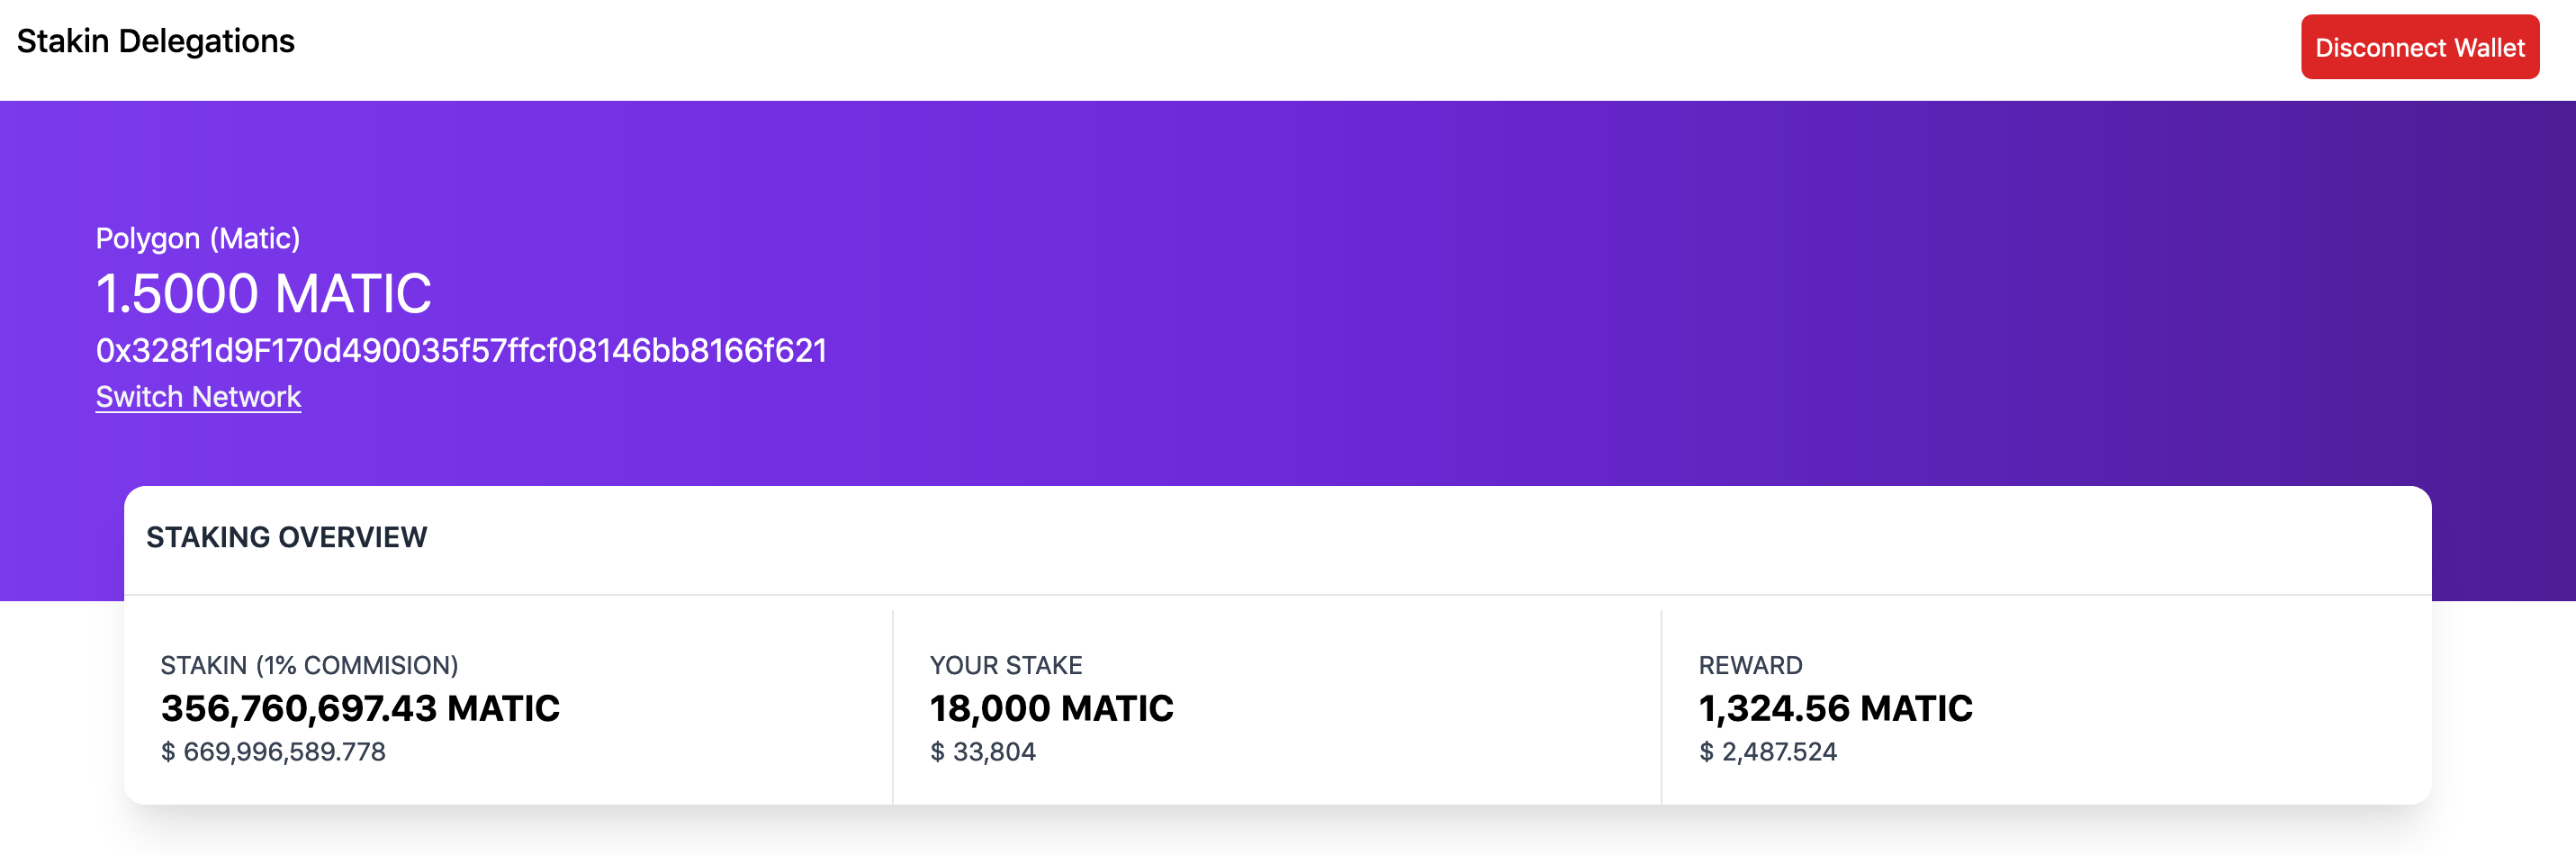 Stakin Delegations
Disconnect Wallet
Polygon (Matic)
1.5000 MATIC
0x328f1d9F170d490035f57ffcf08146bb8166f621
Switch Network
STAKING OVERVIEW
STAKIN (1% COMMISION)
356,760,697.43 MATIC
$ 669,996,589.778
YOUR STAKE
18,000 MATIC
$ 33,804
REWARD
1,324.56 MATIC
$ 2,487.524